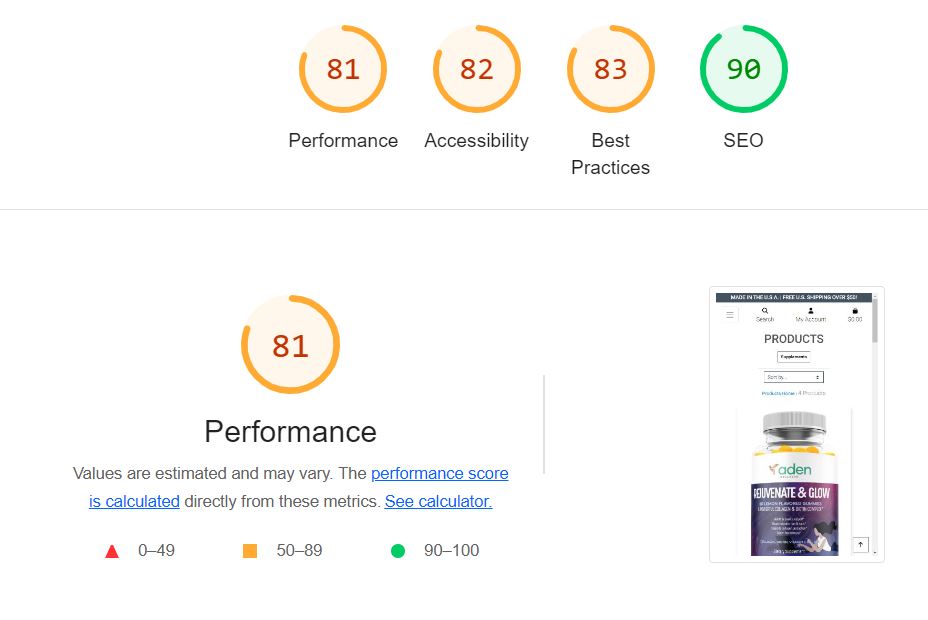 81
82
83
90
Performance
Accessibility
Best
Practices
SEO
MADE IN THE U.S.A. | FREE U.S. SHIPPING OVER $50!
Search
My Account
$0.00
PRODUCTS
Supplements
Sort by...
Products Home | 4 Products
aden
REJUVENATE & GLOW
81
Performance
Values are estimated and may vary. The performance score
is calculated directly from these metrics. See calculator.
0–49
50–89
90–100